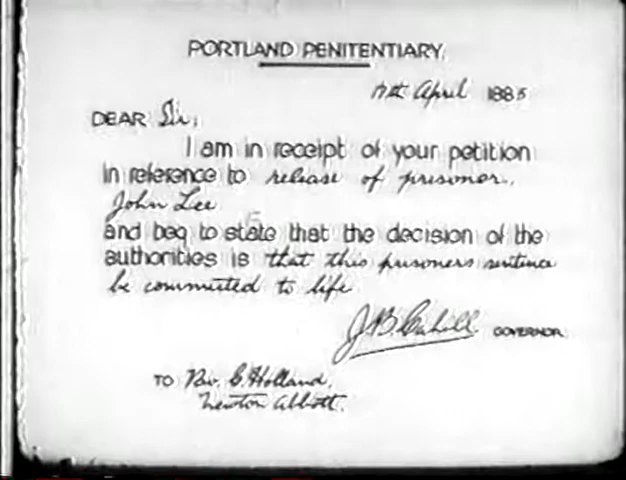 PORTLAND PENITENTIARY.
17th April 1885
DEAR Sir,
I am in receipt of your petition
in reference to release of prisoner,
John Lee
and beg to state that the decision of the
authorities is that this prisoners sentence
be commuted to life
J.B. Cahill GOVERNOR
TO Rev. C. Holland,
Newton Abbott.